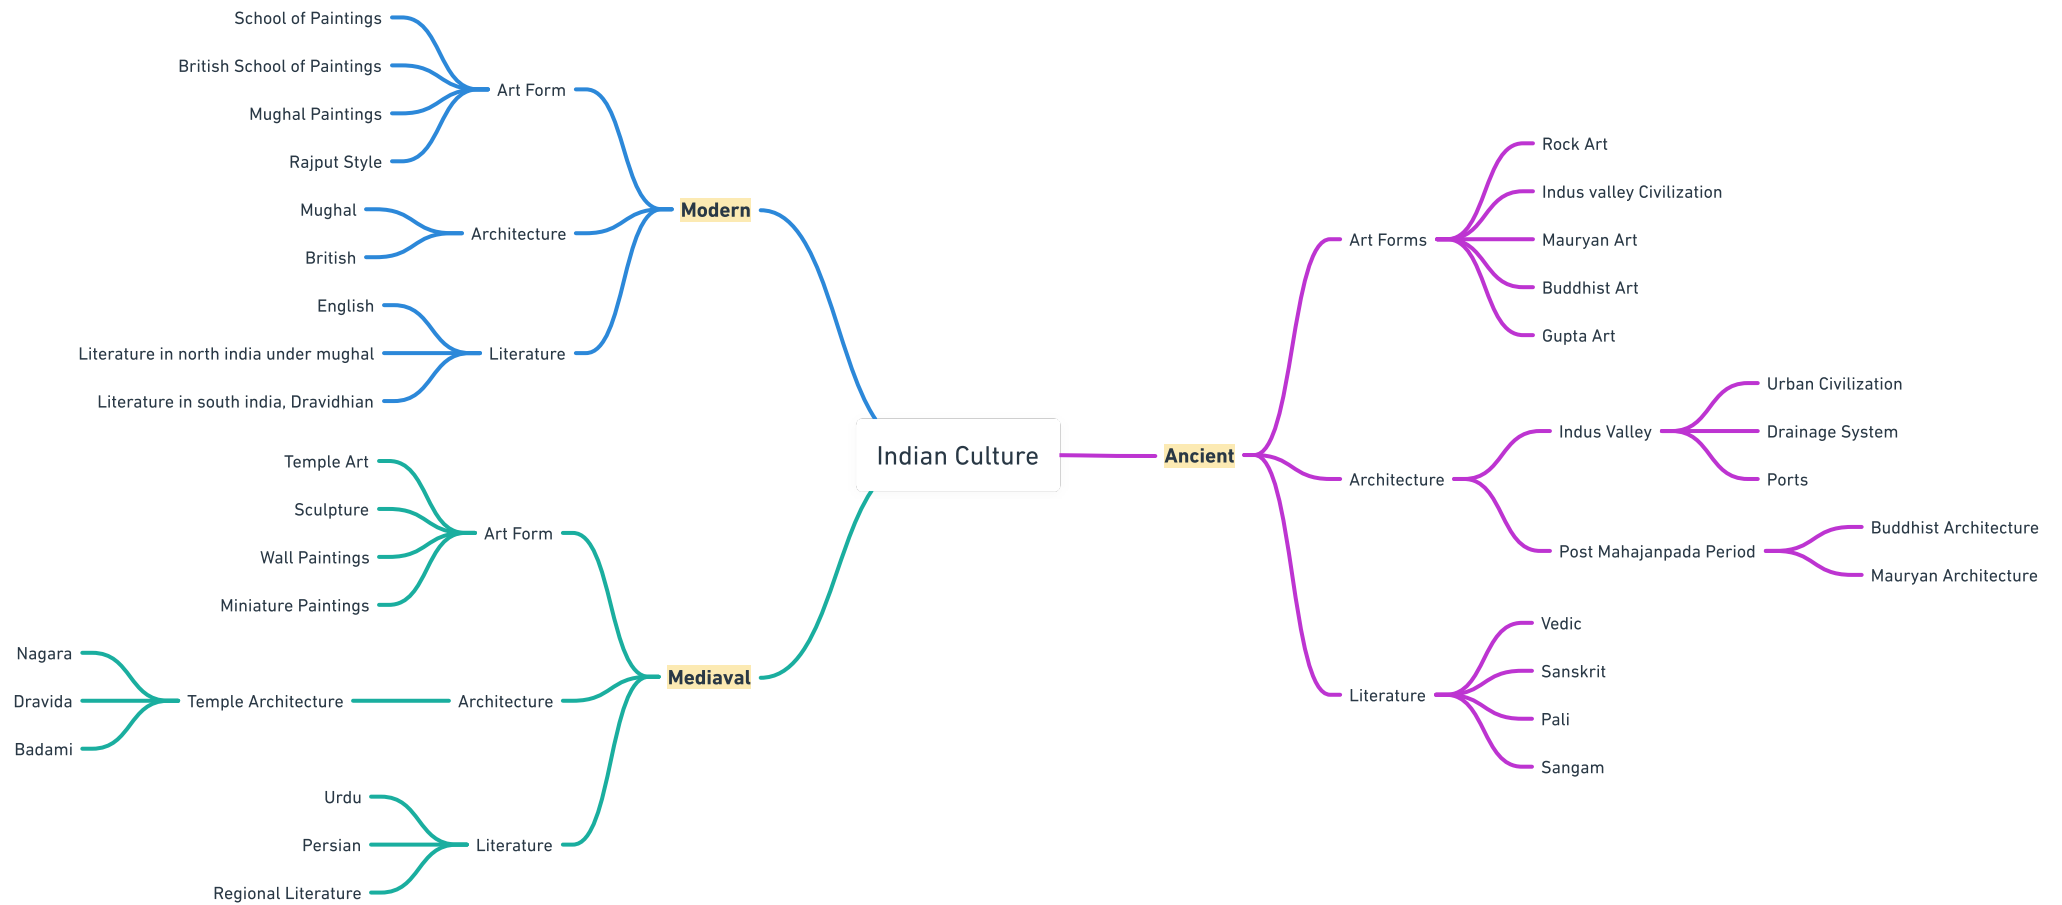 Indian Culture
Modern
Art Form
School of Paintings
British School of Paintings
Mughal Paintings
Rajput Style
Architecture
Mughal
British
Literature
English
Literature in north india under mughal
Literature in south india, Dravidhian
Mediaval
Art Form
Temple Art
Sculpture
Wall Paintings
Miniature Paintings
Architecture
Temple Architecture
Nagara
Dravida
Badami
Literature
Urdu
Persian
Regional Literature
Ancient
Art Forms
Rock Art
Indus valley Civilization
Mauryan Art
Buddhist Art
Gupta Art
Architecture
Indus Valley
Urban Civilization
Drainage System
Ports
Post Mahajanpada Period
Buddhist Architecture
Mauryan Architecture
Literature
Vedic
Sanskrit
Pali
Sangam